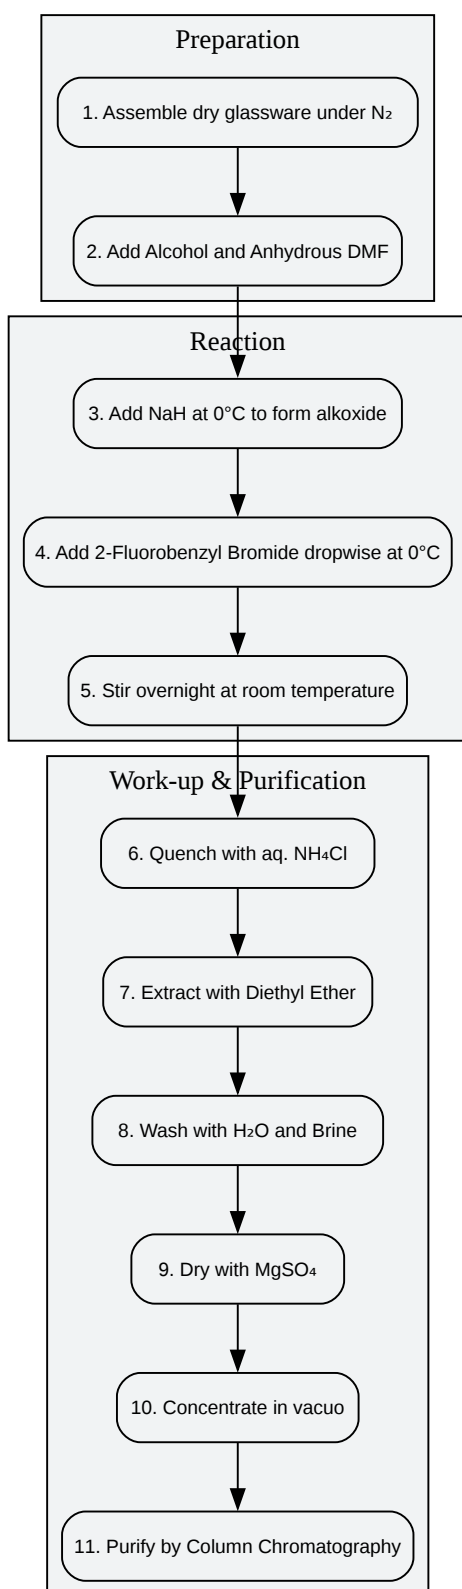 Preparation
1. Assemble dry glassware under N₂
2. Add Alcohol and Anhydrous DMF
Reaction
3. Add NaH at 0°C to form alkoxide
4. Add 2-Fluorobenzyl Bromide dropwise at 0°C
5. Stir overnight at room temperature
Work-up & Purification
6. Quench with aq. NH₄Cl
7. Extract with Diethyl Ether
8. Wash with H₂O and Brine
9. Dry with MgSO₄
10. Concentrate in vacuo
11. Purify by Column Chromatography